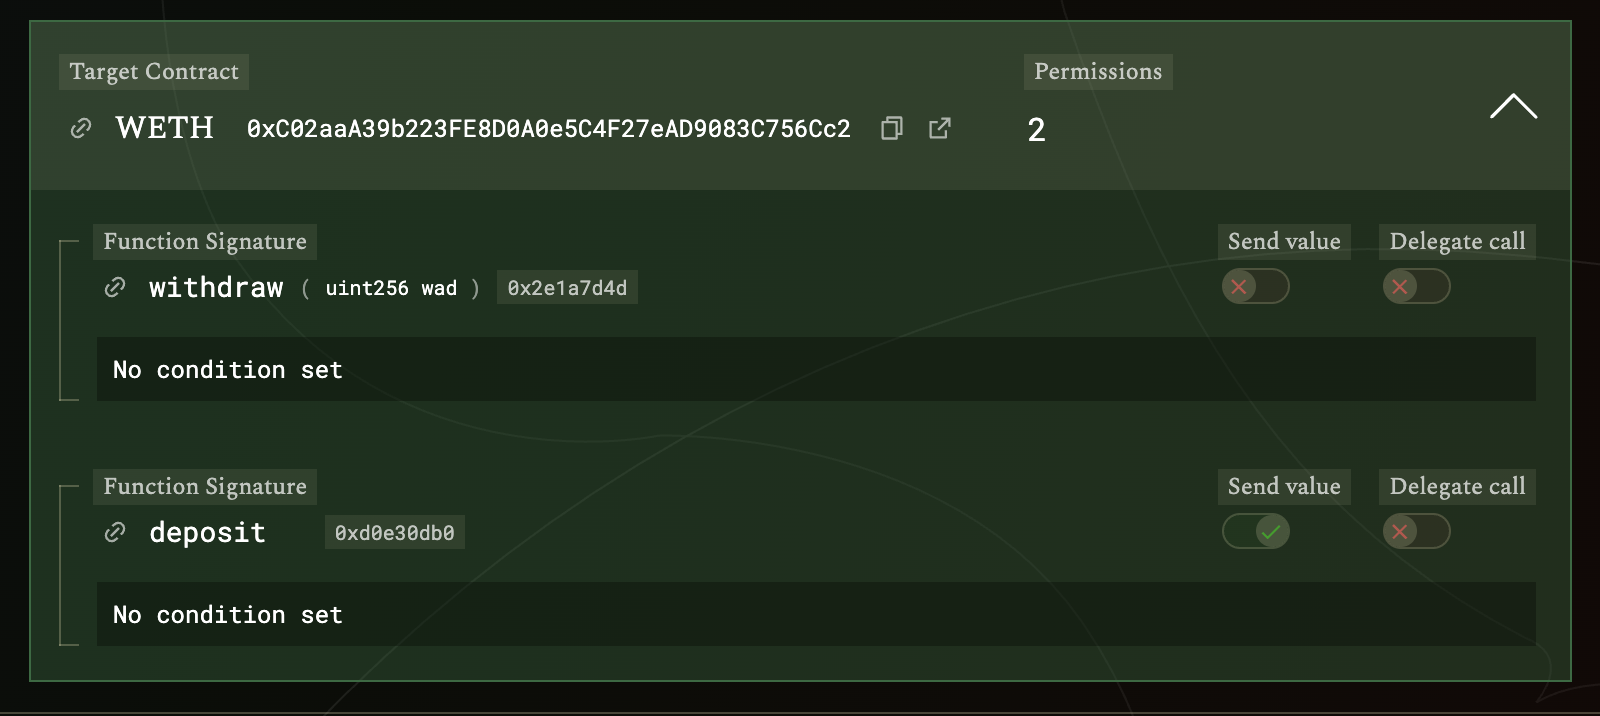 Target Contract
Permissions
WETH 0xC02aaA39b223FE8D0A0e5C4F27eAD9083C756Cc2
2
Function Signature
Send value
Delegate call
withdraw ( uint256 wad ) 0x2e1a7d4d
No condition set
Function Signature
Send value
Delegate call
deposit 0xd0e30db0
No condition set